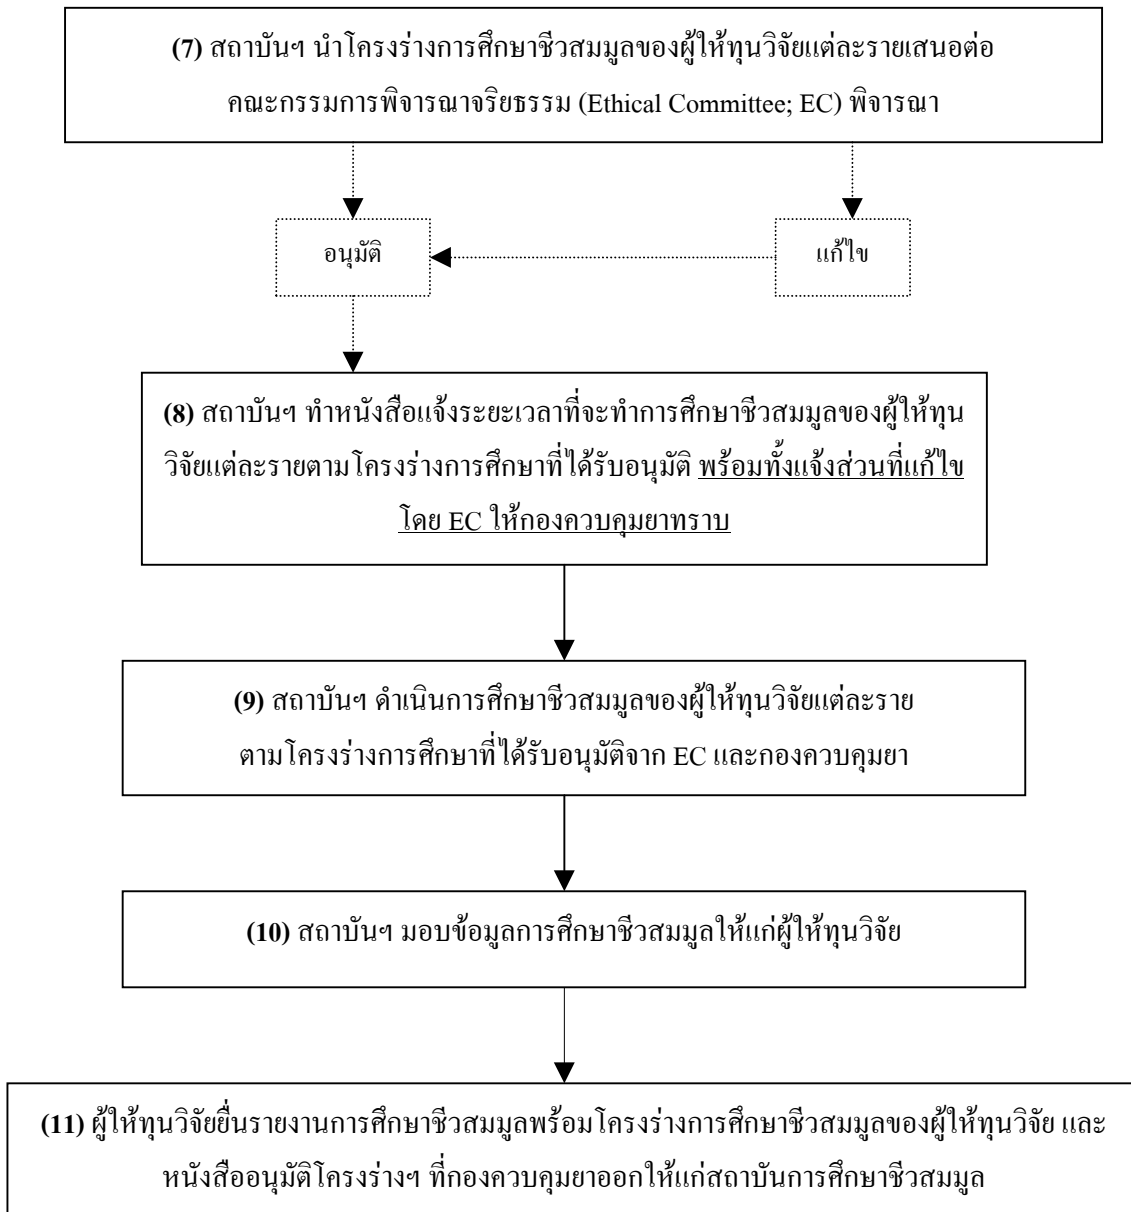 (7) สถาบันฯ นำโครงร่างการศึกษาชีวสมมูลของผู้ให้ทุนวิจัยแต่ละรายเสนอต่อ
คณะกรรมการพิจารณาจริยธรรม (Ethical Committee; EC) พิจารณา
อนุมัติ
แก้ไข
(8) สถาบันฯ ทำหนังสือแจ้งระยะเวลาที่จะทำการศึกษาชีวสมมูลของผู้ให้ทุน
วิจัยแต่ละรายตามโครงร่างการศึกษาที่ได้รับอนุมัติ พร้อมทั้งแจ้งส่วนที่แก้ไข
โดย EC ให้กองควบคุมยาทราบ
(9) สถาบันฯ ดำเนินการศึกษาชีวสมมูลของผู้ให้ทุนวิจัยแต่ละราย
ตามโครงร่างการศึกษาที่ได้รับอนุมัติจาก EC และกองควบคุมยา
(10) สถาบันฯ มอบข้อมูลการศึกษาชีวสมมูลให้แก่ผู้ให้ทุนวิจัย
(11) ผู้ให้ทุนวิจัยยื่นรายงานการศึกษาชีวสมมูลพร้อมโครงร่างการศึกษาชีวสมมูลของผู้ให้ทุนวิจัย และ
หนังสืออนุมัติโครงร่างฯ ที่กองควบคุมยาออกให้แก่สถาบันการศึกษาชีวสมมูล